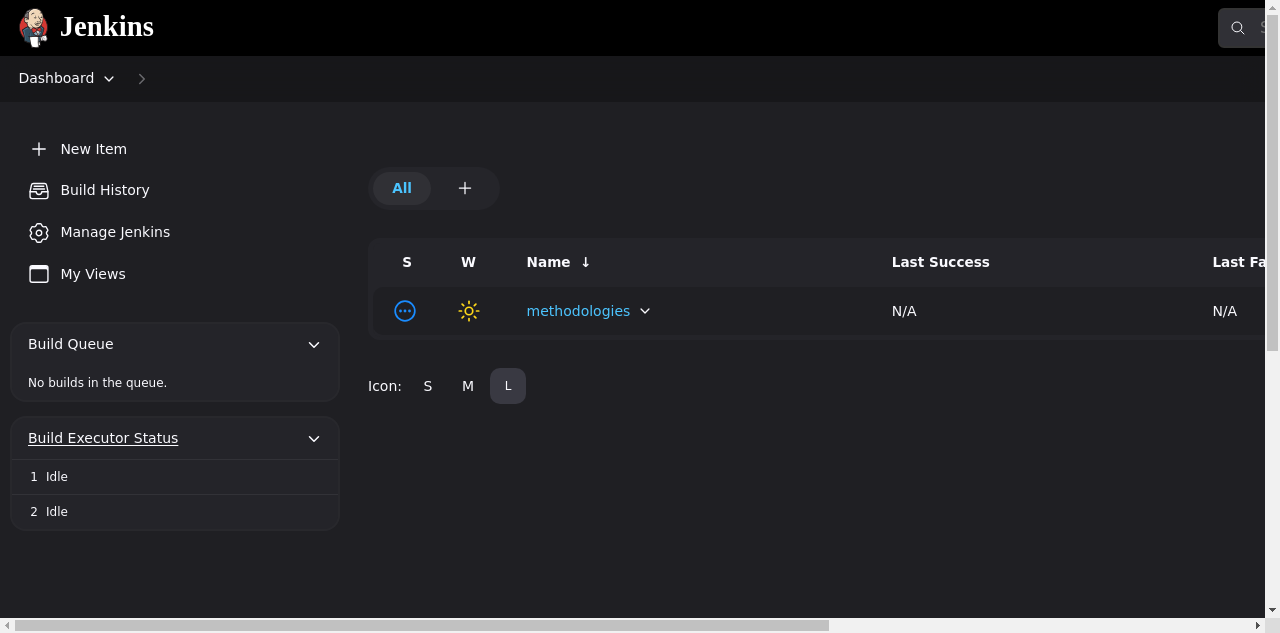 Jenkins
Dashboard
New Item
Build History
Manage Jenkins
My Views
Build Queue
No builds in the queue.
Build Executor Status
1 Idle
2 Idle
All
S W Name ↓ Last Success Last Fa
methodologies N/A N/A
Icon: S M L